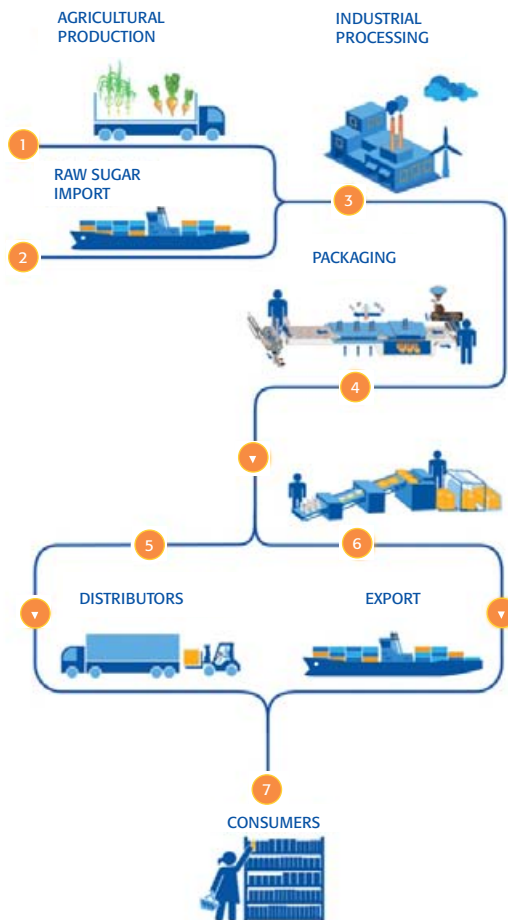 AGRICULTURAL
PRODUCTION
INDUSTRIAL
PROCESSING
1
RAW SUGAR
IMPORT
3
2
PACKAGING
4
5
6
DISTRIBUTORS
EXPORT
7
CONSUMERS